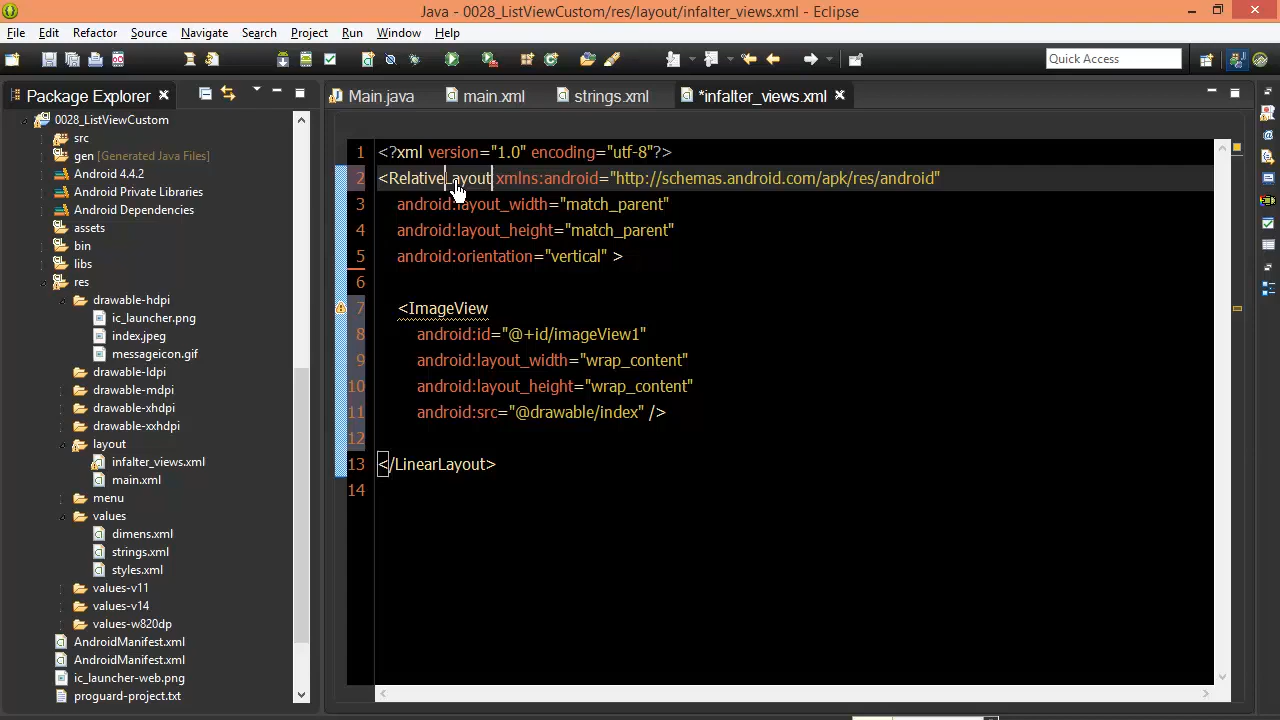 Java - 0028_ListViewCustom/res/layout/infalter_views.xml - Eclipse
File Edit Refactor Source Navigate Search Project Run Window Help
Quick Access
Package Explorer
Main.java main.xml strings.xml *infalter_views.xml
0028_ListViewCustom
src
gen [Generated Java Files]
Android 4.4.2
Android Private Libraries
Android Dependencies
assets
bin
libs
res
drawable-hdpi
ic_launcher.png
index.jpeg
messageicon.gif
drawable-ldpi
drawable-mdpi
drawable-xhdpi
drawable-xxhdpi
layout
infalter_views.xml
main.xml
menu
values
dimens.xml
strings.xml
styles.xml
values-v11
values-v14
values-w820dp
AndroidManifest.xml
AndroidManifest.xml
ic_launcher-web.png
proguard-project.txt
1 <?xml version="1.0" encoding="utf-8"?>
2 <RelativeLayout xmlns:android="http://schemas.android.com/apk/res/android"
3 android:layout_width="match_parent"
4 android:layout_height="match_parent"
5 android:orientation="vertical" >
6
7 <ImageView
8 android:id="@+id/imageView1"
9 android:layout_width="wrap_content"
10 android:layout_height="wrap_content"
11 android:src="@drawable/index" />
12
13 </LinearLayout>
14